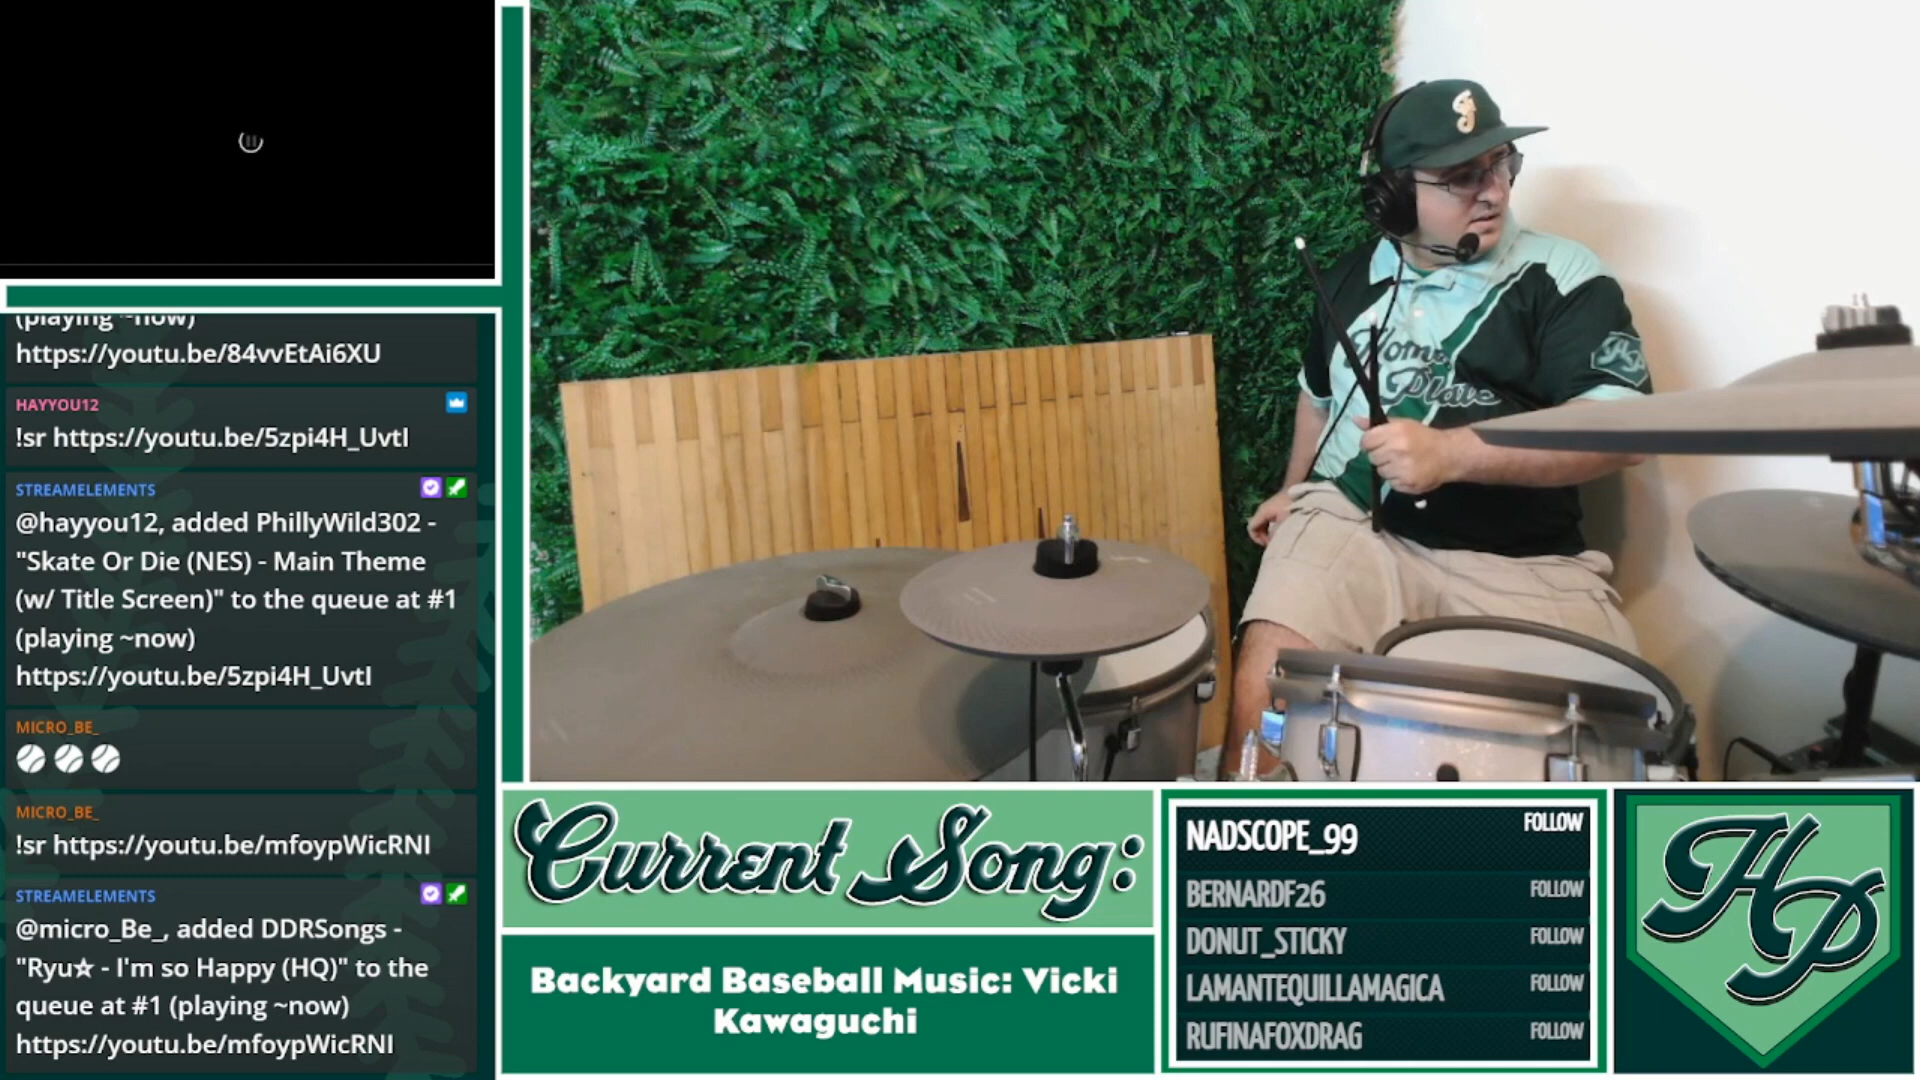 (playing ~now)
https://youtu.be/84vvEtAi6XU
HAYYOU12
!sr https://youtu.be/5zpi4H_UvtI
STREAMELEMENTS
@hayyou12, added PhillyWild302 -
"Skate Or Die (NES) - Main Theme
(w/ Title Screen)" to the queue at #1
(playing ~now)
https://youtu.be/5zpi4H_UvtI
MICRO_BE_
MICRO_BE_
!sr https://youtu.be/mfoypWicRNI
STREAMELEMENTS
@micro_Be_, added DDRSongs -
"Ryu☆ - I'm so Happy (HQ)" to the
queue at #1 (playing ~now)
https://youtu.be/mfoypWicRNI
Home
Plate
HP
Current Song:
Backyard Baseball Music: Vicki
Kawaguchi
NADSCOPE_99 FOLLOW
BERNARDF26 FOLLOW
DONUT_STICKY FOLLOW
LAMANTEQUILLAMAGICA FOLLOW
RUFINAFOXDRAG FOLLOW
HP